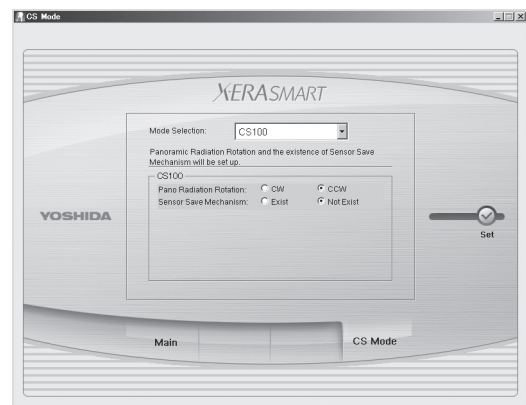 CS Mode
XERASMART
Mode Selection: CS100
Panoramic Radiation Rotation and the existence of Sensor Save
Mechanism will be set up.
CS100
Pano Radiation Rotation: CW CCW
Sensor Save Mechanism: Exist Not Exist
YOSHIDA
Set
Main CS Mode